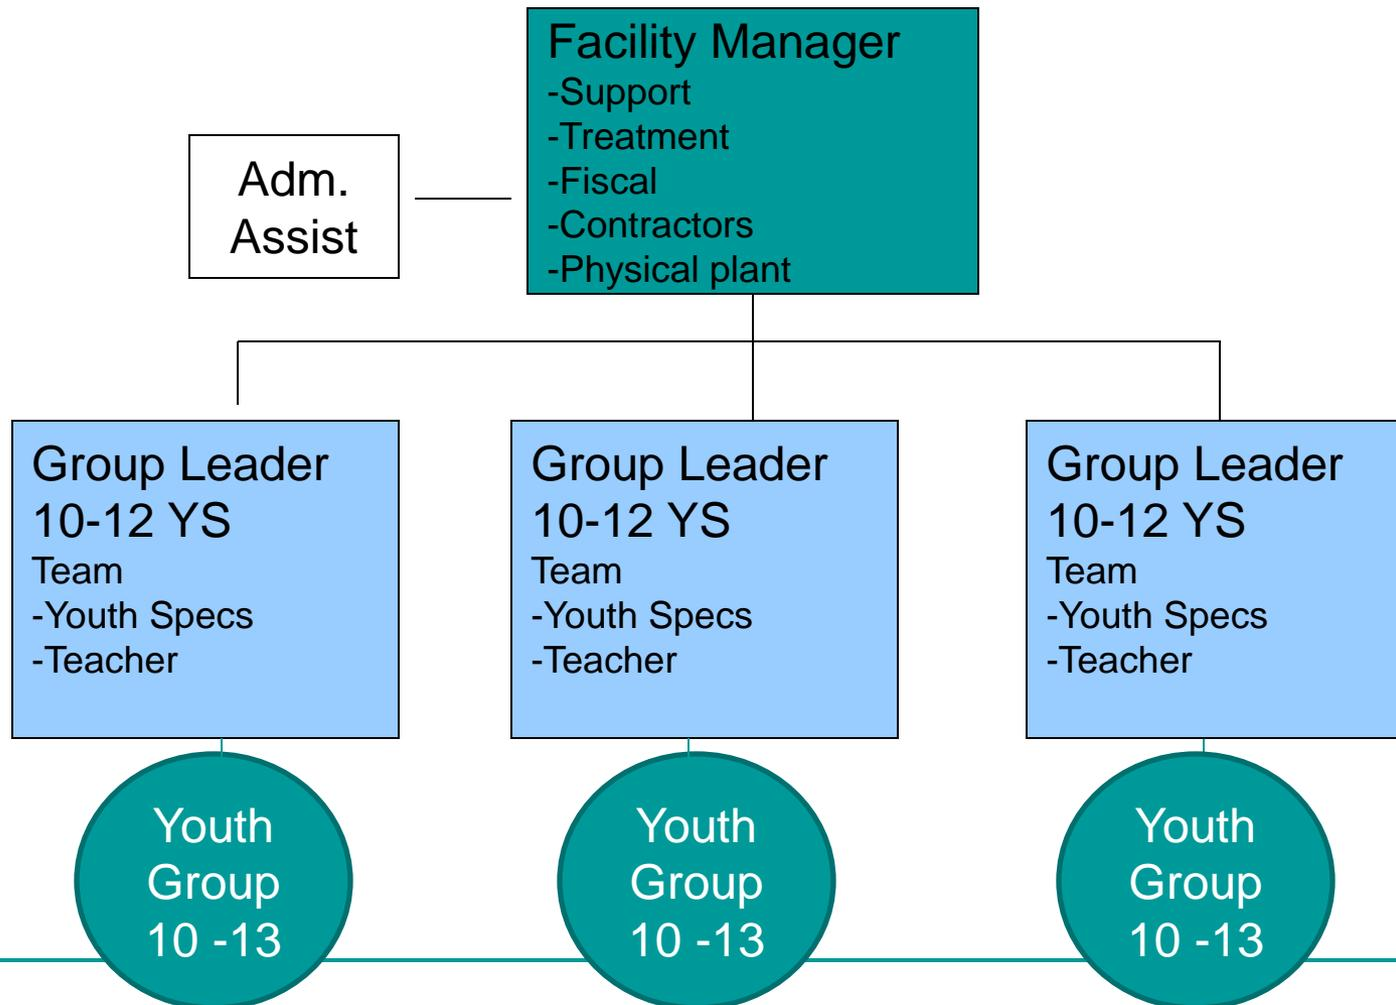 Facility Manager
-Support
-Treatment
-Fiscal
-Contractors
-Physical plant
Adm.
Assist
Group Leader
10-12 YS
Team
-Youth Specs
-Teacher
Group Leader
10-12 YS
Team
-Youth Specs
-Teacher
Group Leader
10-12 YS
Team
-Youth Specs
-Teacher
Youth
Group
10 -13
Youth
Group
10 -13
Youth
Group
10 -13